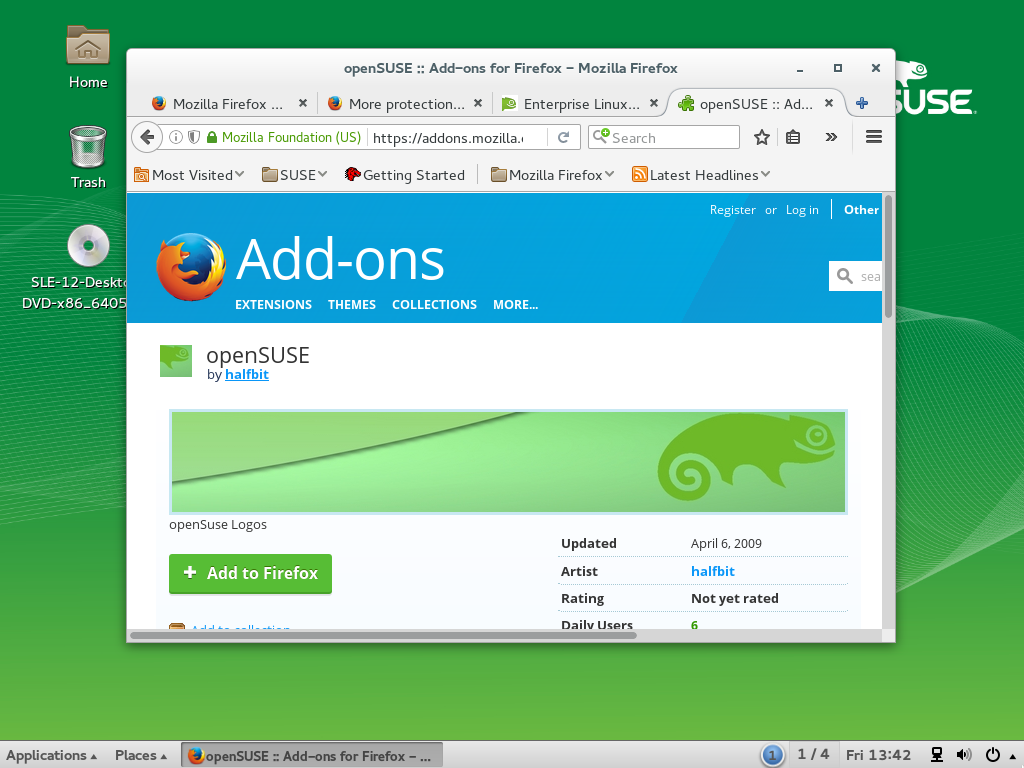 Home
Trash
SLE-12-Deskto
DVD-x86_6405
SUSE
openSUSE :: Add-ons for Firefox - Mozilla Firefox
Mozilla Firefox ...
More protection...
Enterprise Linux...
openSUSE :: Ad...
Mozilla Foundation (US)
https://addons.mozilla.
Search
Most Visited
SUSE
Getting Started
Mozilla Firefox
Latest Headlines
Register or Log in
Other
Add-ons
sea
EXTENSIONS THEMES COLLECTIONS MORE...
openSUSE
by halfbit
openSuse Logos
Add to Firefox
Updated April 6, 2009
Artist halfbit
Rating Not yet rated
Daily Users 6
Add to collection
Applications
Places
openSUSE :: Add-ons for Firefox - ...
1
1 / 4
Fri 13:42